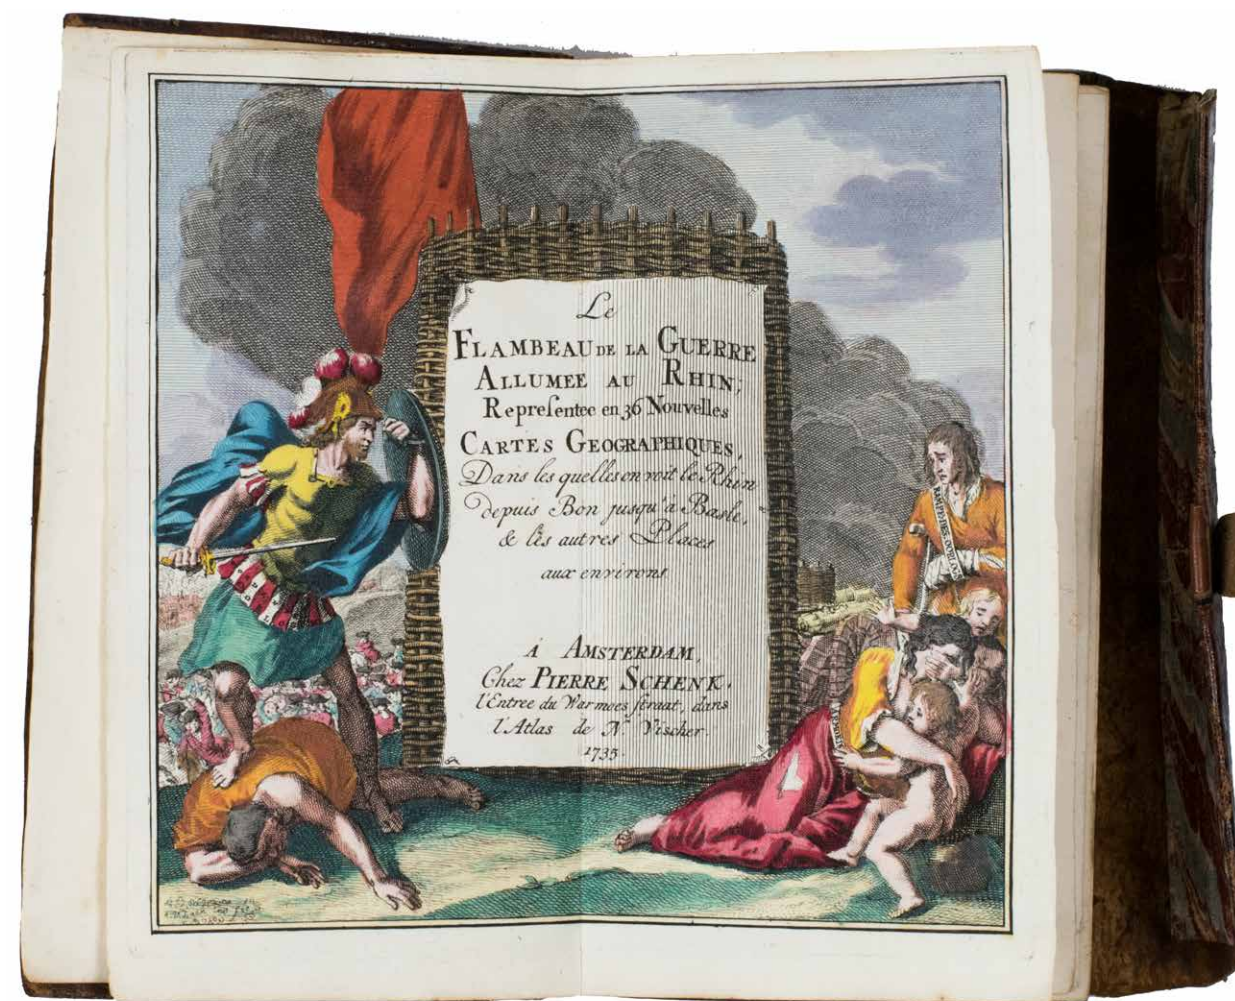 Le
FLAMBEAU DE LA GUERRE
ALLUMEE AU RHIN,
Repreſentee en 36 Nouvelles
CARTES GEOGRAPHIQUES,
Dans les quelles on voit le Rhin
depuis Bon jusqu'à Basle,
& lès autres Places
aux environs
À AMSTERDAM,
Chez PIERRE SCHENK,
l'Entree du Warmoes ſtraat, dans
l'Atlas de N. Viſcher.
1735.